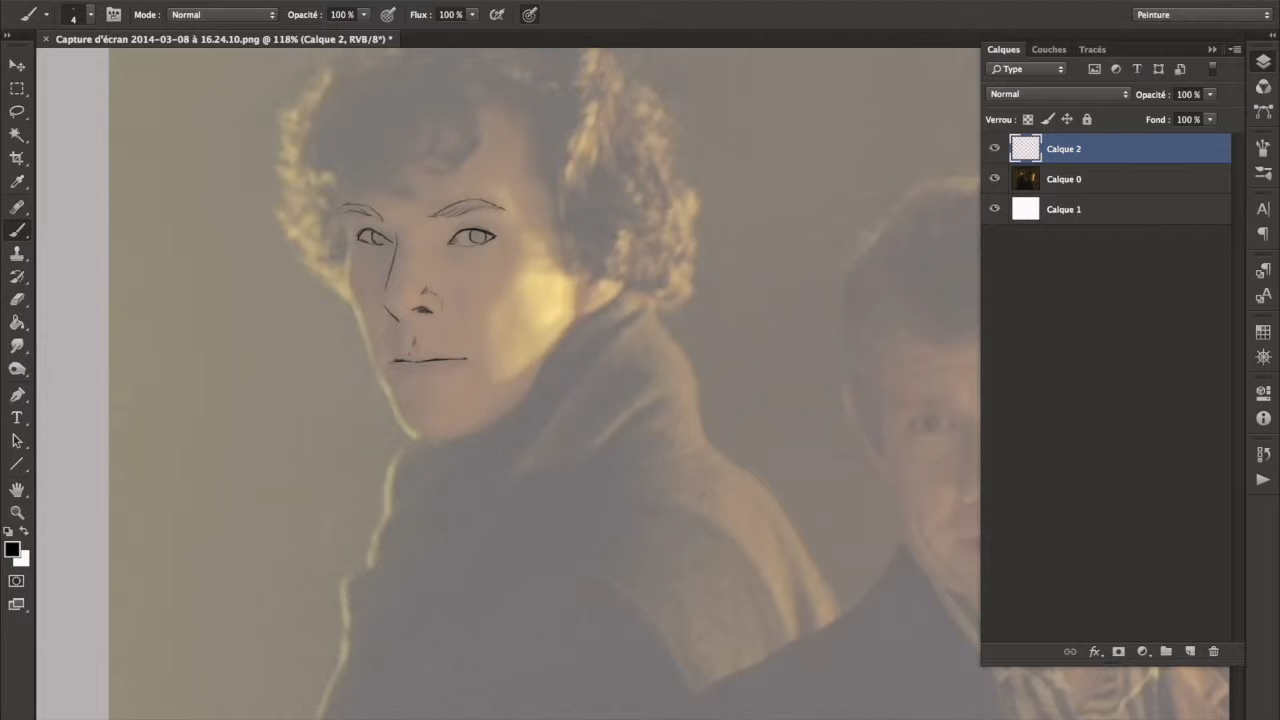 4 Mode : Normal Opacité : 100 % Flux : 100 % Peinture
Capture d'écran 2014-03-08 à 16.24.10.png @ 118% (Calque 2, RVB/8*) *
Calques Couches Tracés
Type
Normal Opacité : 100 %
Verrou : Fond : 100 %
Calque 2
Calque 0
Calque 1